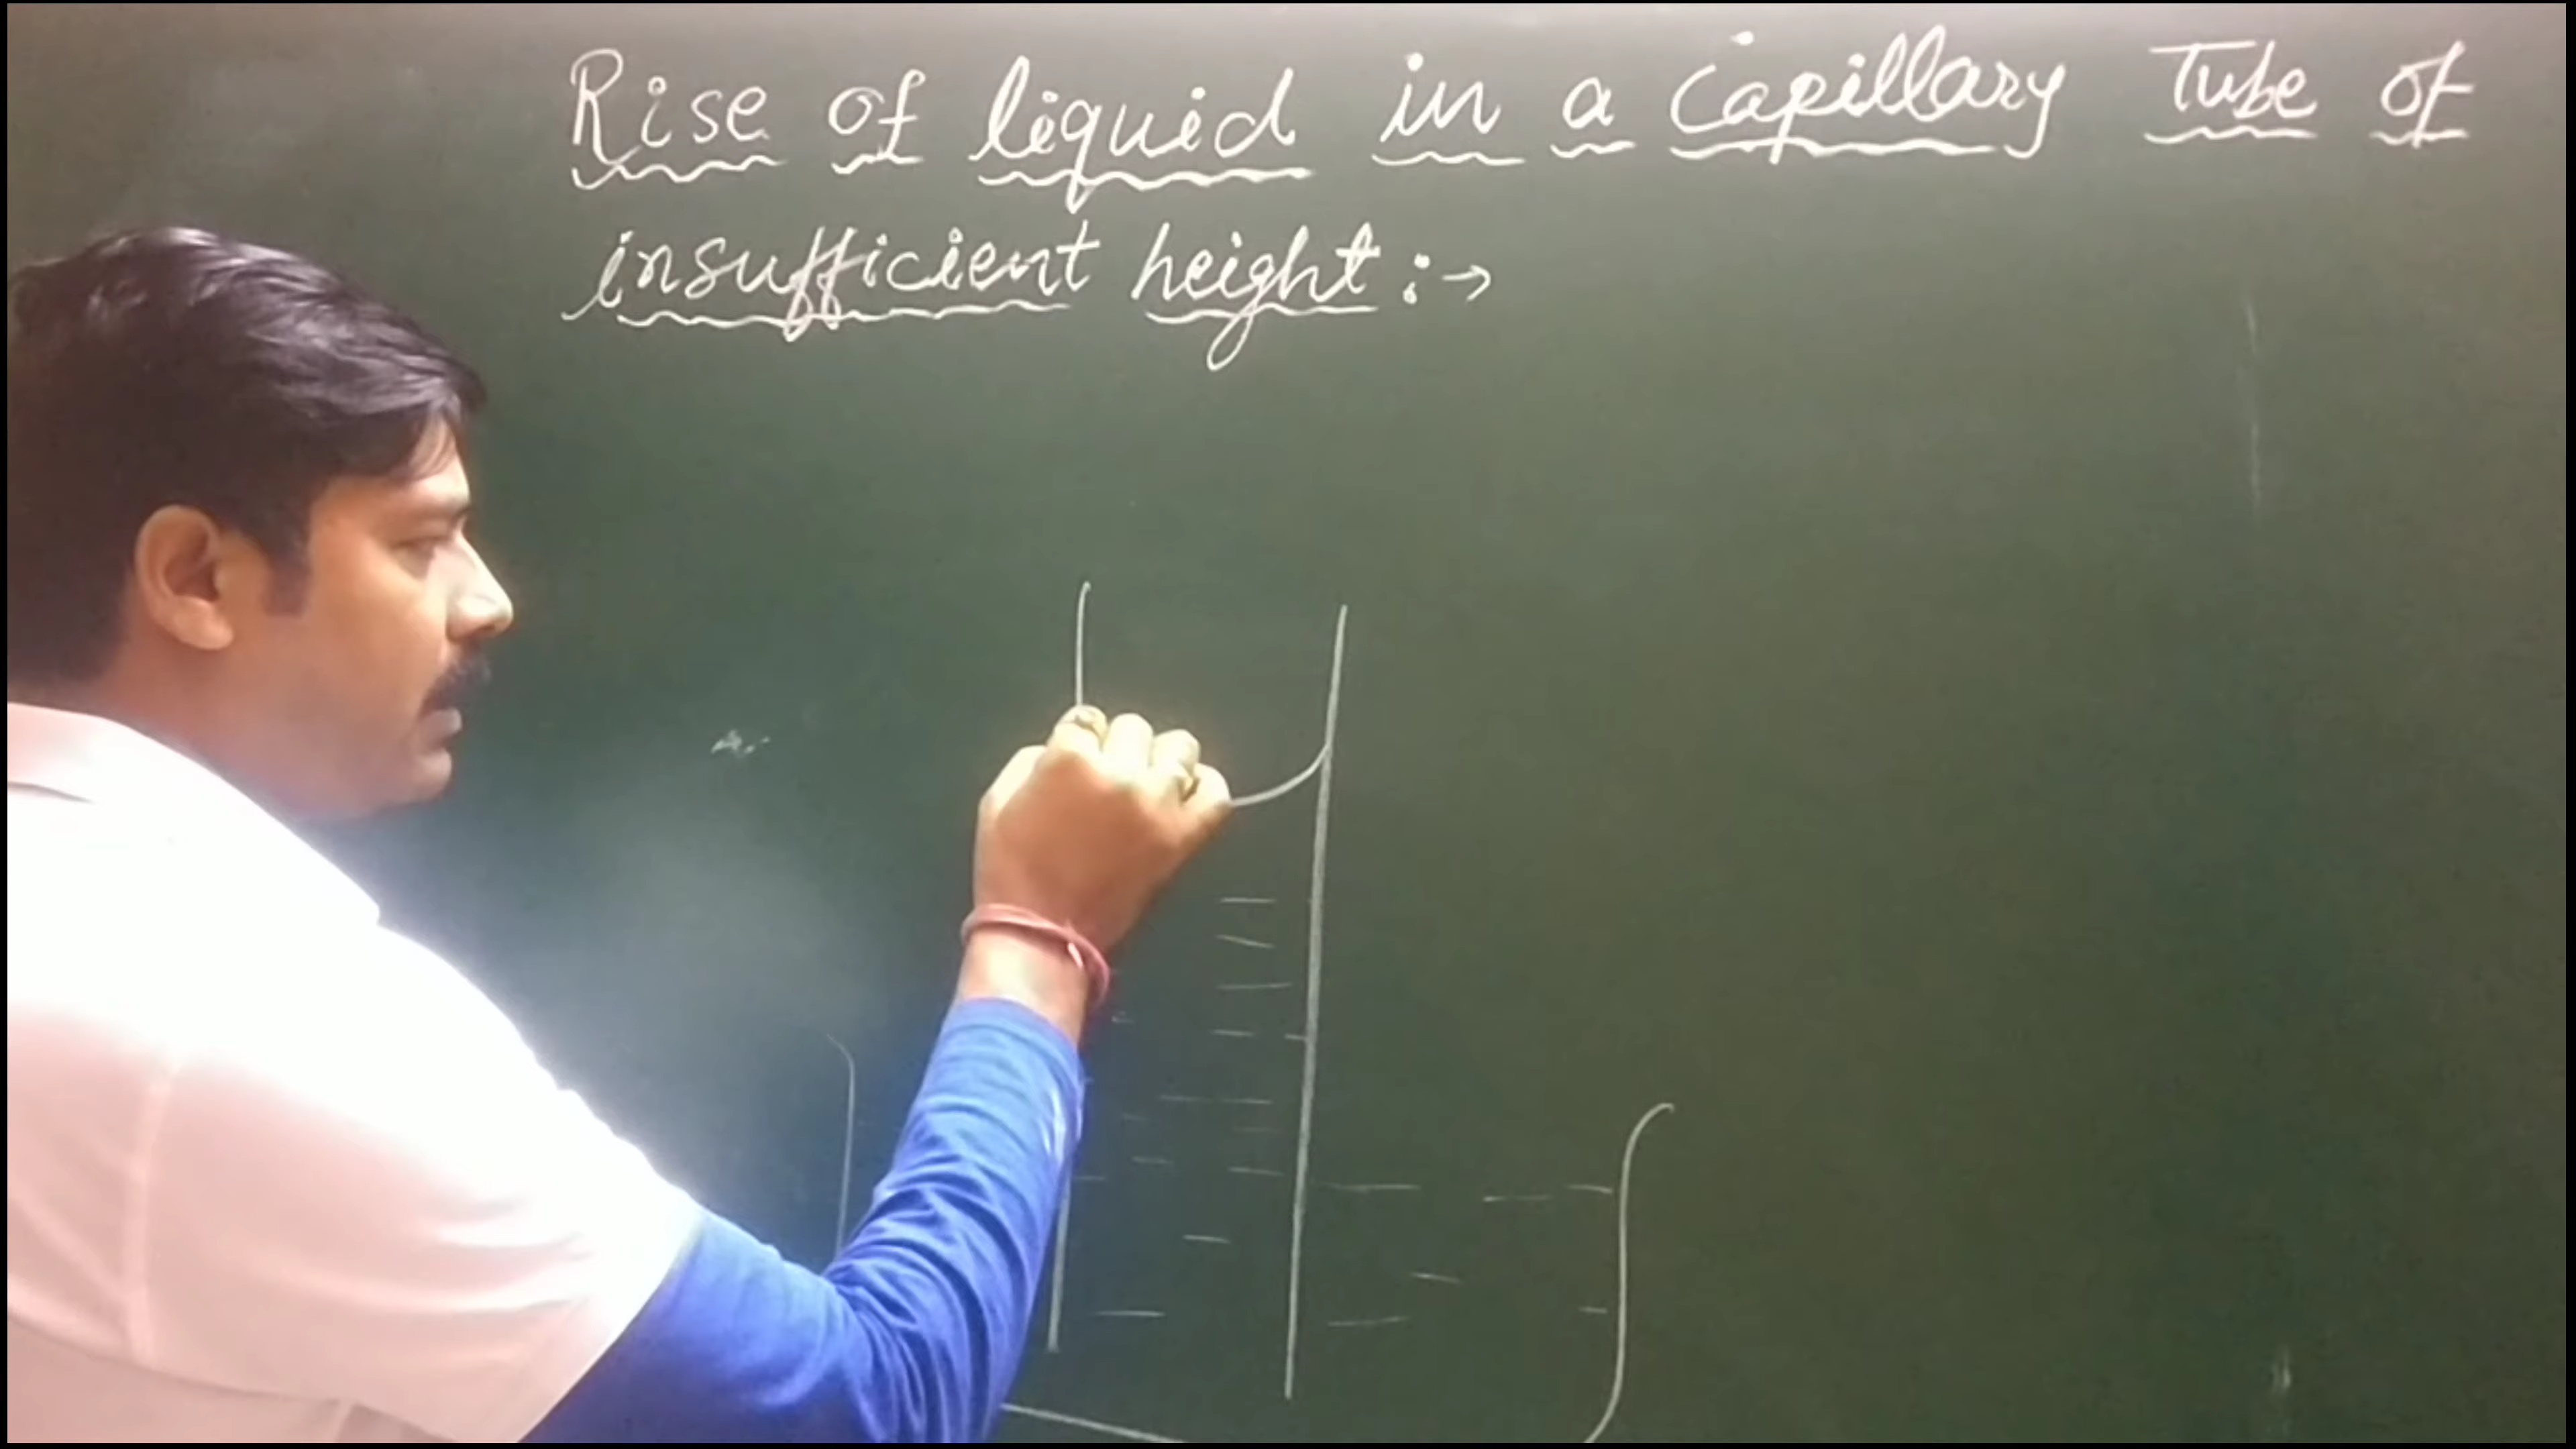 Rise of liquid in a Capillary Tube of
insufficient height :→